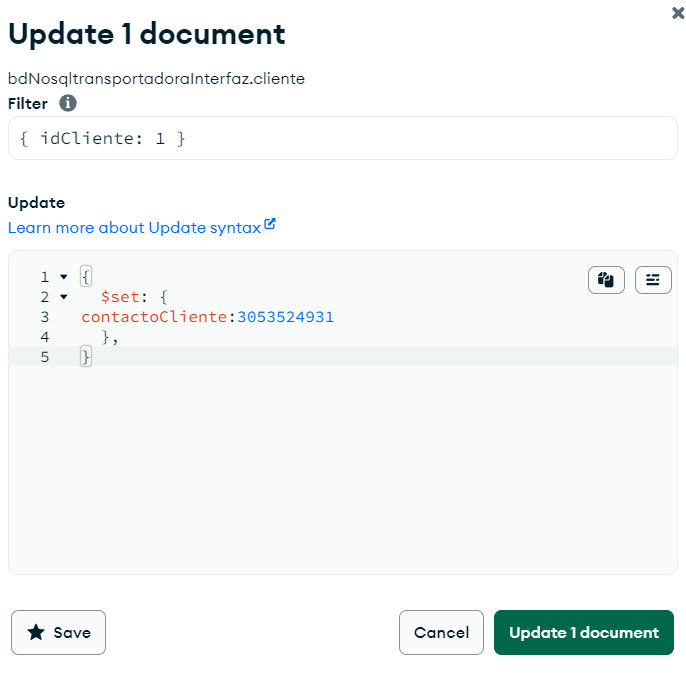 Update 1 document
bdNosqltransportadoraInterfaz.cliente
Filter
{ idCliente: 1 }
Update
Learn more about Update syntax
1 {
2 $set: {
3 contactoCliente:3053524931
4 },
5 }
Save
Cancel
Update 1 document